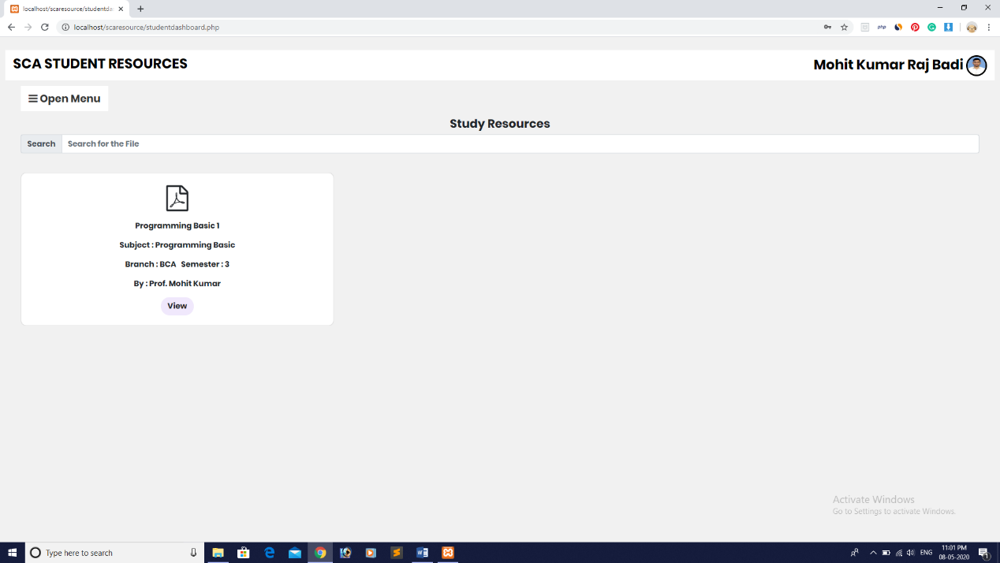 localhost/scaresource/studentda
localhost/scaresource/studentdashboard.php
php
SCA STUDENT RESOURCES
Mohit Kumar Raj Badi
Open Menu
Study Resources
Search
Search for the File
Programming Basic 1
Subject : Programming Basic
Branch : BCA Semester : 3
By : Prof. Mohit Kumar
View
Activate Windows
Go to Settings to activate Windows.
Type here to search
ENG
11:01 PM
08-05-2020
1